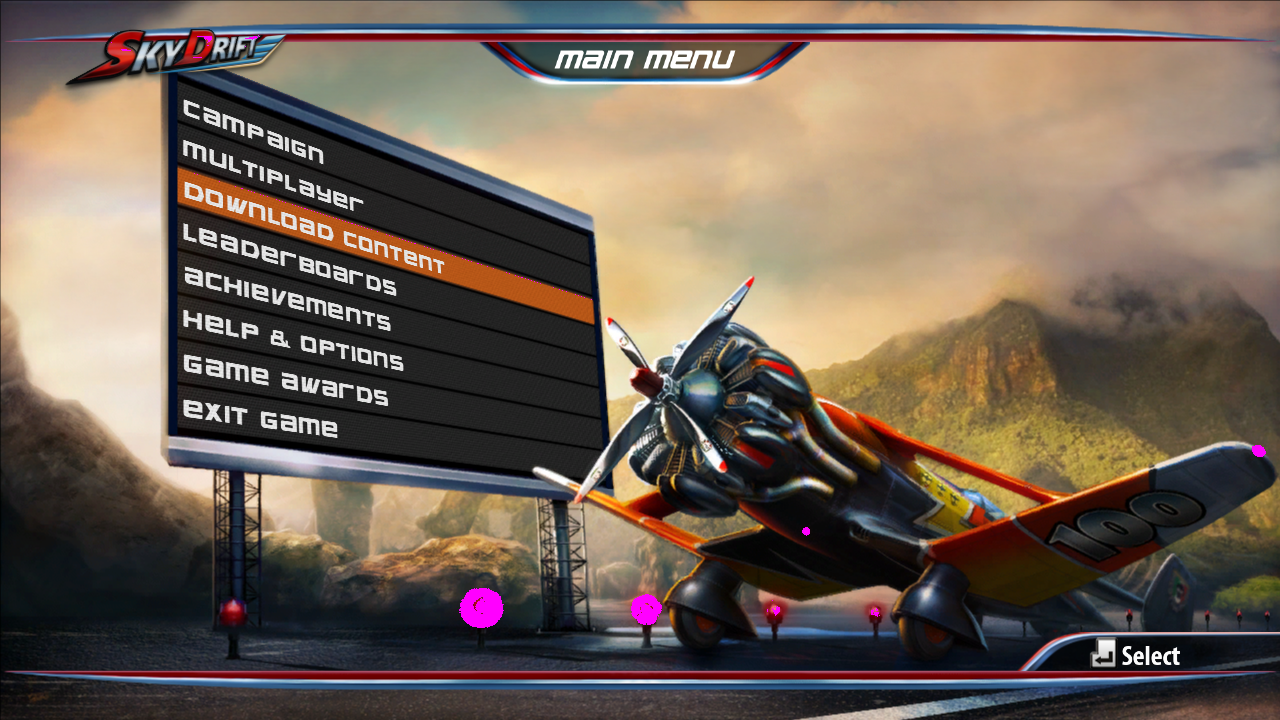 SKYDRIFT
main menu
Campaign
Multiplayer
Download Content
Leaderboards
Achievements
Help & Options
Game Awards
Exit Game
100
Select